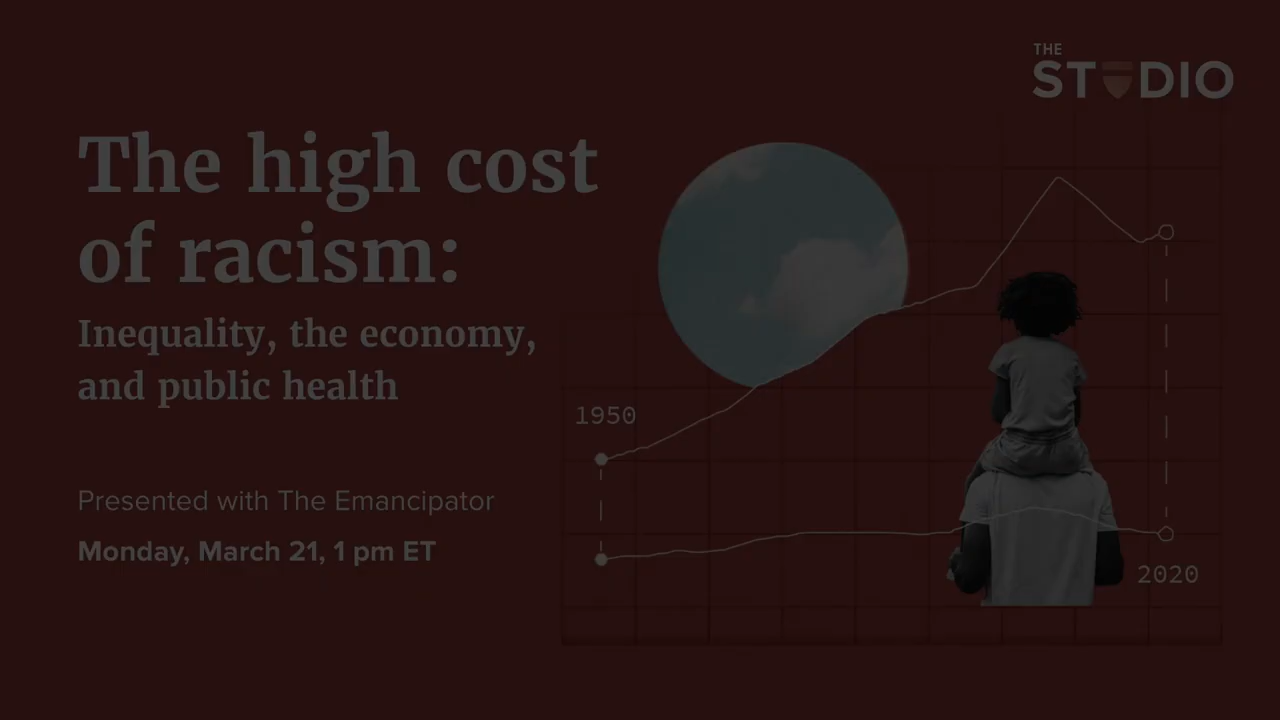 THE
STUDIO
The high cost
of racism:
Inequality, the economy,
and public health
1950
Presented with The Emancipator
Monday, March 21, 1 pm ET
2020